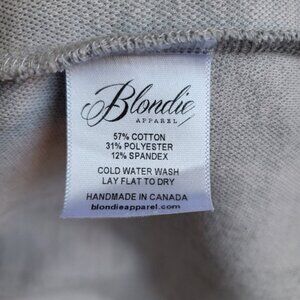 Blondie
APPAREL
57% COTTON
31% POLYESTER
12% SPANDEX
COLD WATER WASH
LAY FLAT TO DRY
HANDMADE IN CANADA
blondieapparel.com